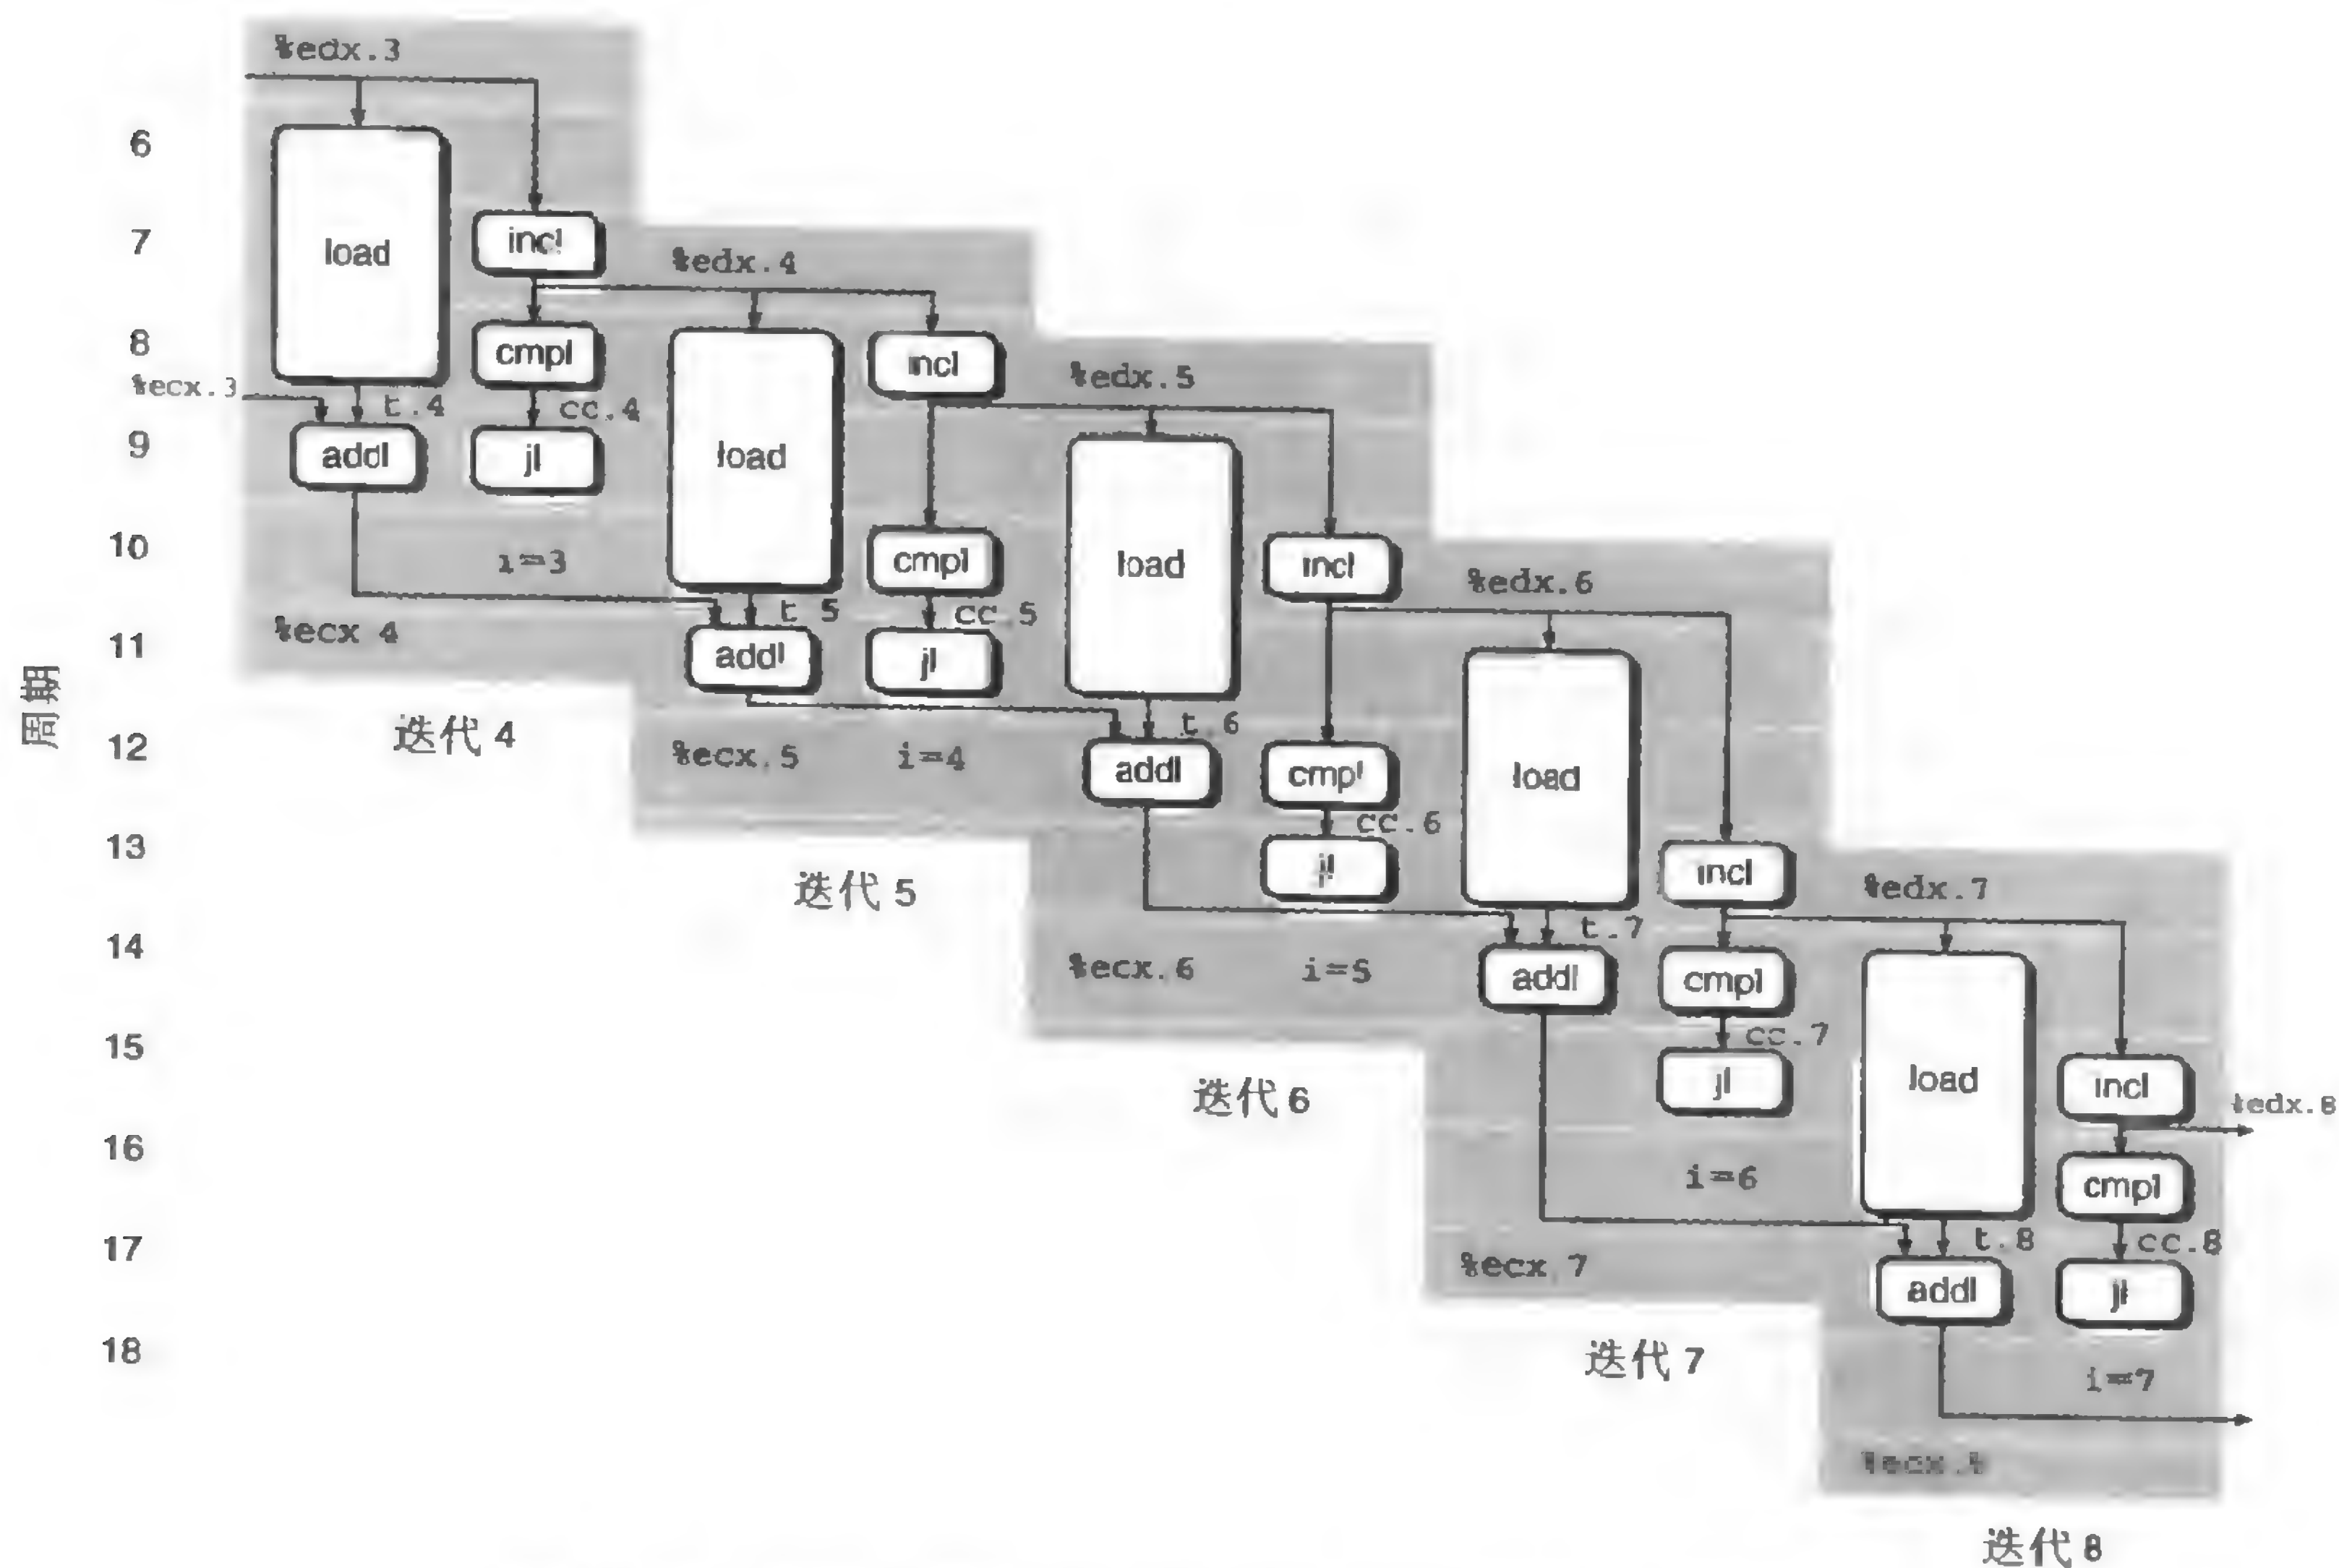 %edx.3
6
7
load
incl
%edx.4
8
cmpl
incl
%edx.5
%ecx.3
t.4
cc.4
9
addl
jl
load
10
i=3
cmpl
load
incl
%edx.6
%ecx 4
t 5
cc.5
11
addl
jl
周期
迭代 4
12
%ecx.5
i=4
t.6
addl
cmpl
load
cc.6
13
jl
incl
%edx.7
迭代 5
14
t.7
%ecx.6
i=5
addl
cmpl
15
cc.7
jl
load
incl
%edx.8
迭代 6
16
i=6
cmpl
17
t.8
cc.8
%ecx 7
addl
jl
18
迭代 7
i=7
迭代 8